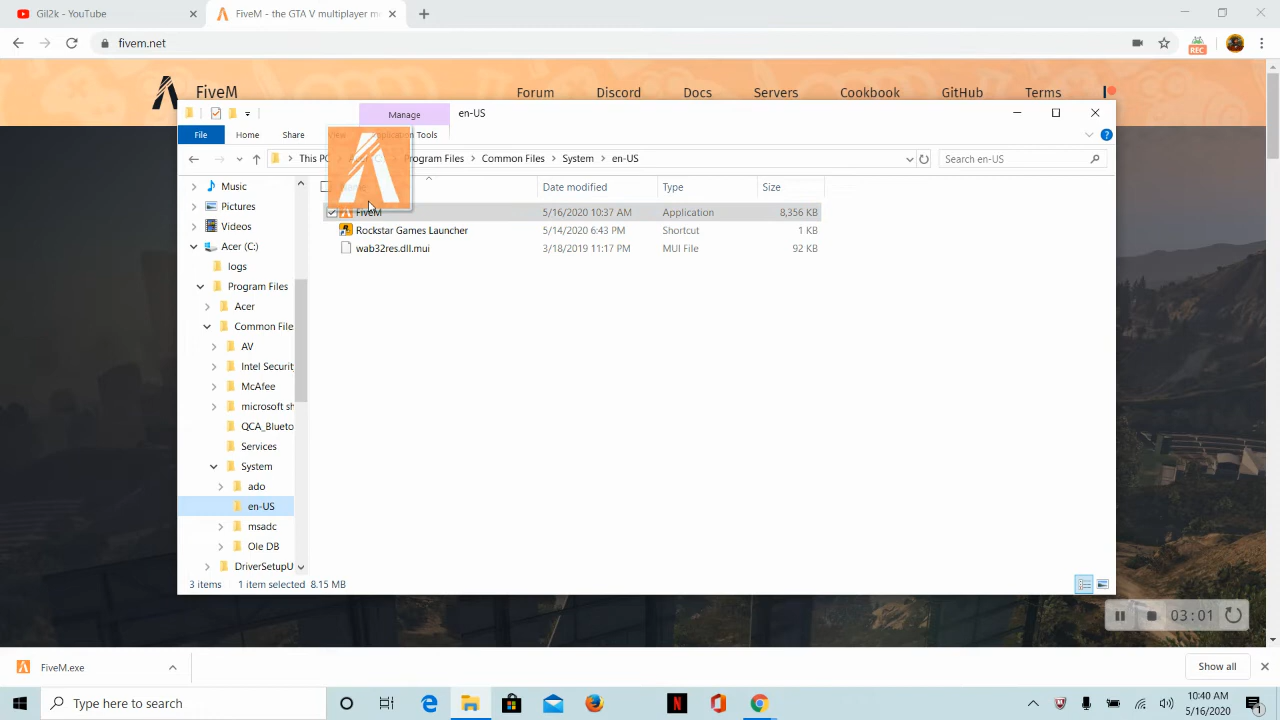 Gil2k - YouTube
FiveM - the GTA V multiplayer m
fivem.net
REC
FiveM
Forum
Discord
Docs
Servers
Cookbook
GitHub
Terms
Manage
en-US
File
Home
Share
View
Application Tools
This PC
Program Files
Common Files
System
en-US
Search en-US
Date modified
Type
Size
FiveM
5/16/2020 10:37 AM
Application
8,356 KB
Rockstar Games Launcher
5/14/2020 6:43 PM
Shortcut
1 KB
wab32res.dll.mui
3/18/2019 11:17 PM
MUI File
92 KB
Music
Pictures
Videos
Acer (C:)
logs
Program Files
Acer
Common File
AV
Intel Securit
McAfee
microsoft sh
QCA_Blueto
Services
System
ado
en-US
msadc
Ole DB
DriverSetupU
3 items
1 item selected
8.15 MB
03:01
FiveM.exe
Show all
Type here to search
10:40 AM
5/16/2020
1